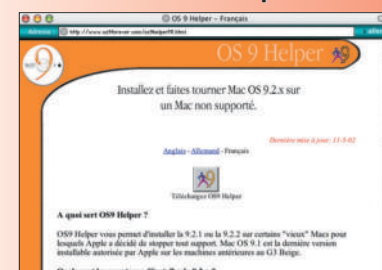 OS 9 Helper - Français
Adresse : http://www.os9forever.com/os9helperFR.html
9
OS 9 Helper
Installez et faites tourner Mac OS 9.2.x sur
un Mac non supporté.
Dernière mise à jour: 11-5-02
Anglais - Allemand - Français
Téléchargez OS9 Helper
A quoi sert OS9 Helper ?
OS9 Helper vous permet d'installer la 9.2.1 ou la 9.2.2 sur certains "vieux" Macs pour
lesquels Apple a décidé de stopper tout support. Mac OS 9.1 est la dernière version
installable autorisée par Apple sur les machines antérieures au G3 Beige.